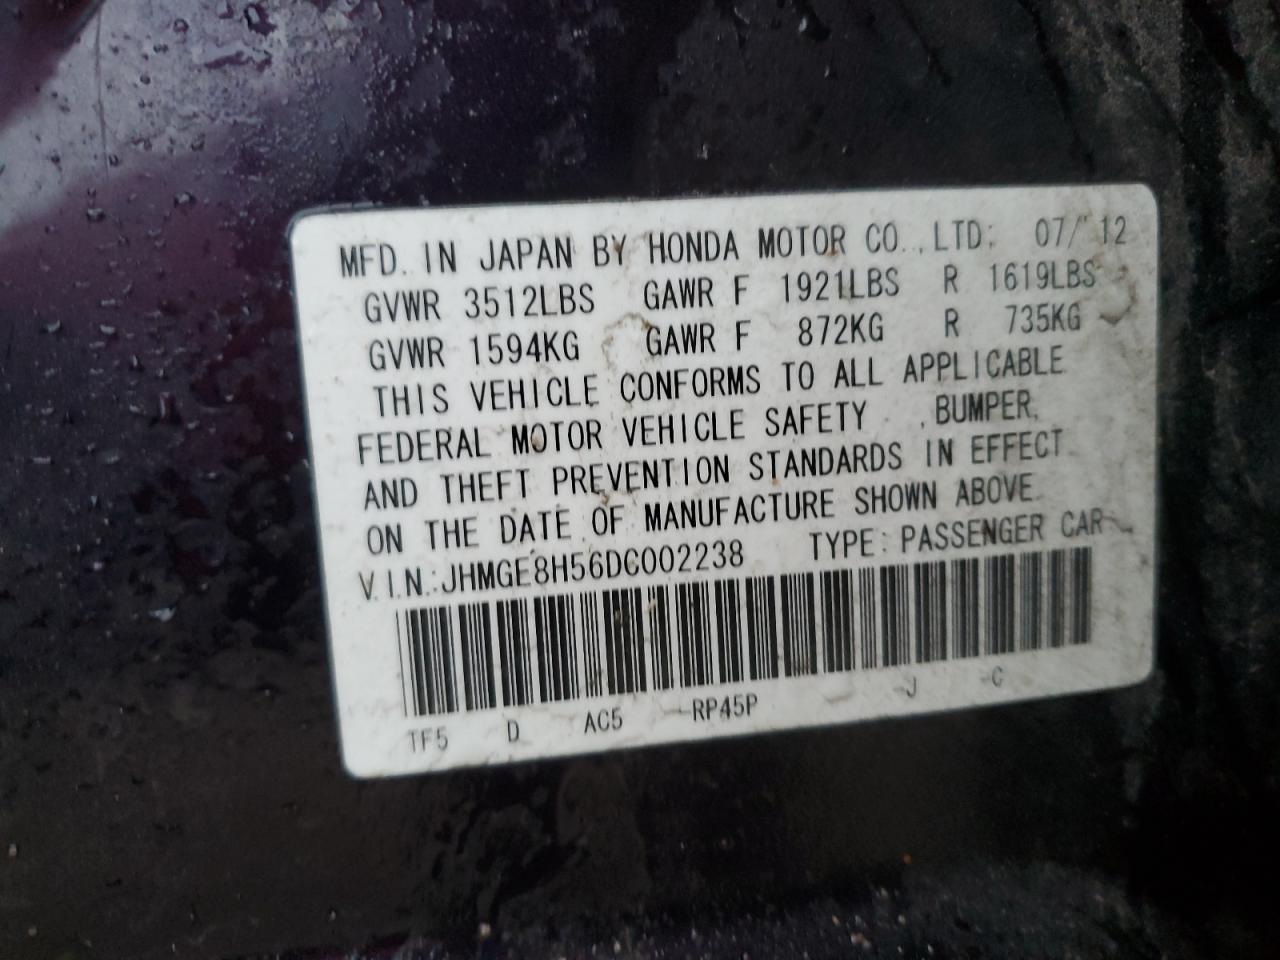 MFD. IN JAPAN BY HONDA MOTOR CO.,LTD. 07/ 12
GVWR 3512LBS GAWR F 1921LBS R 1619LBS
GVWR 1594KG GAWR F 872KG R 735KG
THIS VEHICLE CONFORMS TO ALL APPLICABLE
FEDERAL MOTOR VEHICLE SAFETY , BUMPER,
AND THEFT PREVENTION STANDARDS IN EFFECT
ON THE DATE OF MANUFACTURE SHOWN ABOVE.
V.I.N.:JHMGE8H56DC002238 TYPE:PASSENGER CAR
TF5 D AC5 RP45P J C